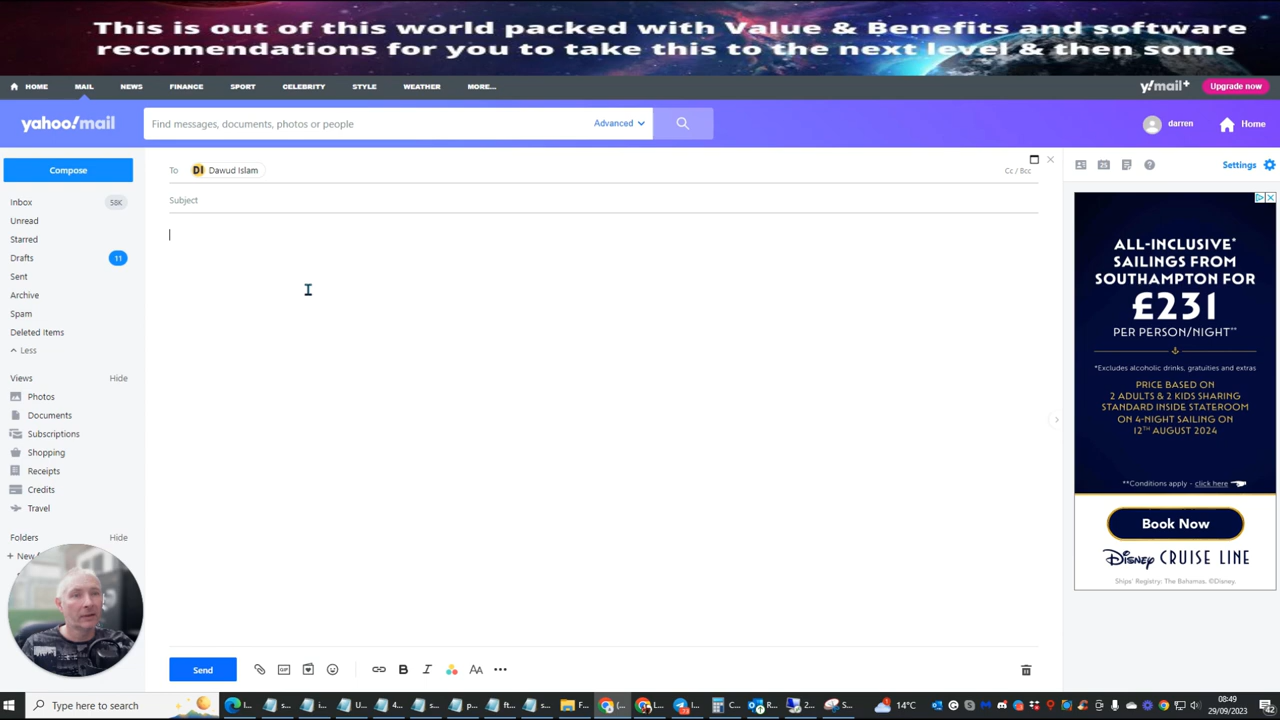 This is out of this world packed with Value & Benefits and software
recomendations for you to take this to the next level & then some
HOME MAIL NEWS FINANCE SPORT CELEBRITY STYLE WEATHER MORE...
y!mail+ Upgrade now
yahoo!mail
Find messages, documents, photos or people
Advanced
darren
Home
Compose
To
DI Dawud Islam
Cc / Bcc
Subject
Settings
Inbox 58K
Unread
Starred
Drafts 11
Sent
Archive
Spam
Deleted Items
Less
Views Hide
Photos
Documents
Subscriptions
Shopping
Receipts
Credits
Travel
Folders Hide
+ New
ALL-INCLUSIVE*
SAILINGS FROM
SOUTHAMPTON FOR
£231
PER PERSON/NIGHT**
*Excludes alcoholic drinks, gratuities and extras
PRICE BASED ON
2 ADULTS & 2 KIDS SHARING
STANDARD INSIDE STATEROOM
ON 4-NIGHT SAILING ON
12TH AUGUST 2024
**Conditions apply - click here
Book Now
Disney CRUISE LINE
Ships' Registry: The Bahamas. ©Disney.
Send
GIF
B I AA
Type here to search
s... s... U... 4... s... p... ft... s... F... (... L... L... C... R... 2... S...
14°C
08:49
29/09/2023